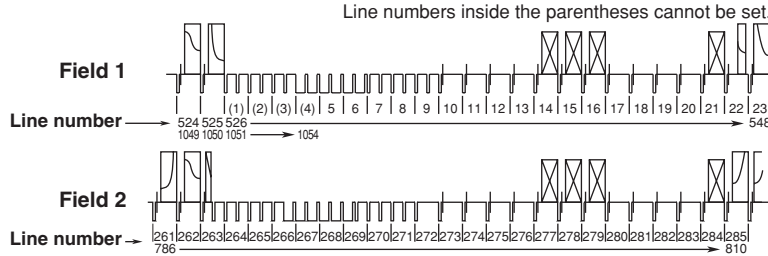 Line numbers inside the parentheses cannot be set.
Field 1
(1) (2) (3) (4) 5 6 7 8 9 10 11 12 13 14 15 16 17 18 19 20 21 22 23
Line number
524 525 526 548
1049 1050 1051 1054
Field 2
Line number
261 262 263 264 265 266 267 268 269 270 271 272 273 274 275 276 277 278 279 280 281 282 283 284 285
786 810